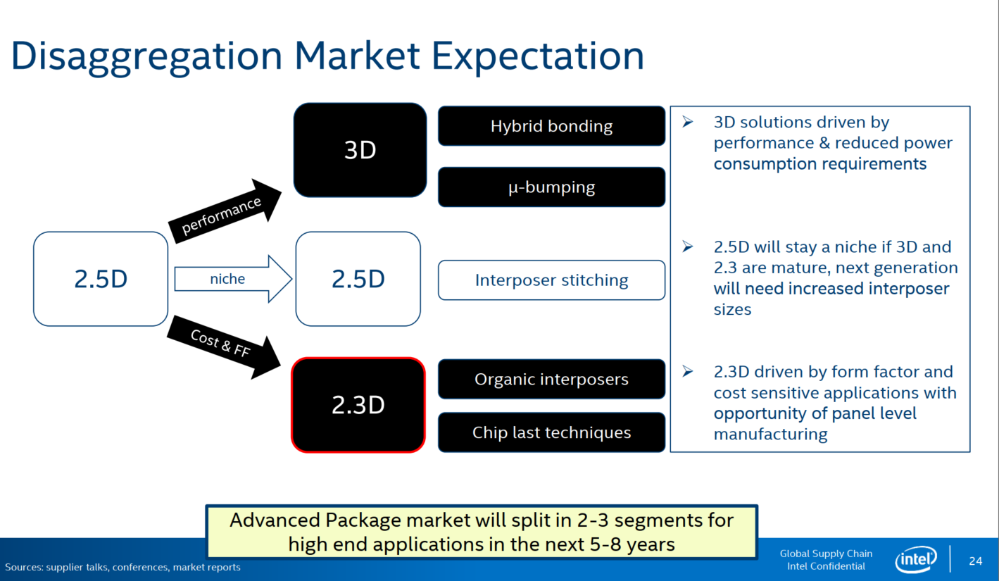 Disaggregation Market Expectation
3D
Hybrid bonding
µ-bumping
performance
2.5D
niche
2.5D
Interposer stitching
Cost & FF
2.3D
Organic interposers
Chip last techniques
➢ 3D solutions driven by
performance & reduced power
consumption requirements
➢ 2.5D will stay a niche if 3D and
2.3 are mature, next generation
will need increased interposer
sizes
➢ 2.3D driven by form factor and
cost sensitive applications with
opportunity of panel level
manufacturing
Advanced Package market will split in 2-3 segments for
high end applications in the next 5-8 years
Sources: supplier talks, conferences, market reports
Global Supply Chain
Intel Confidential
intel
24